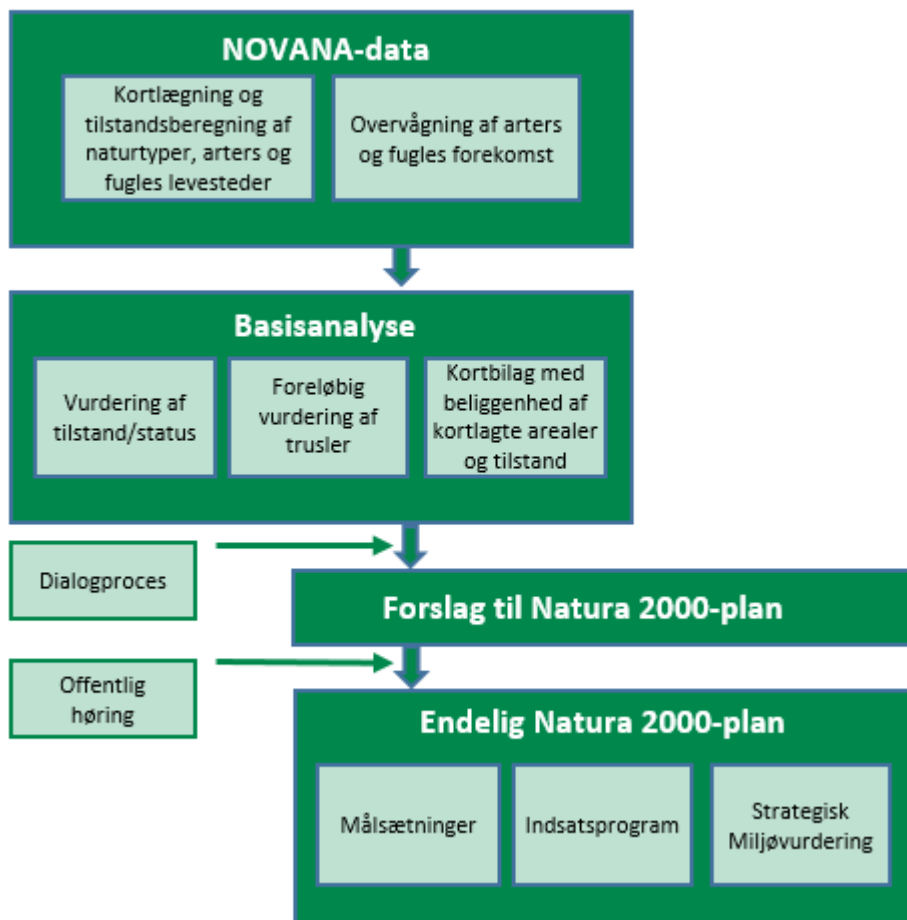 NOVANA-data
Kortlægning og
tilstandsberegning af
naturtyper, arters og
fugles levesteder
Overvågning af arters
og fugles forekomst
Basisanalyse
Vurdering af
tilstand/status
Foreløbig
vurdering af
trusler
Kortbilag med
beliggenhed af
kortlagte arealer
og tilstand
Dialogproces
Forslag til Natura 2000-plan
Offentlig
høring
Endelig Natura 2000-plan
Målsætninger
Indsatsprogram
Strategisk
Miljøvurdering